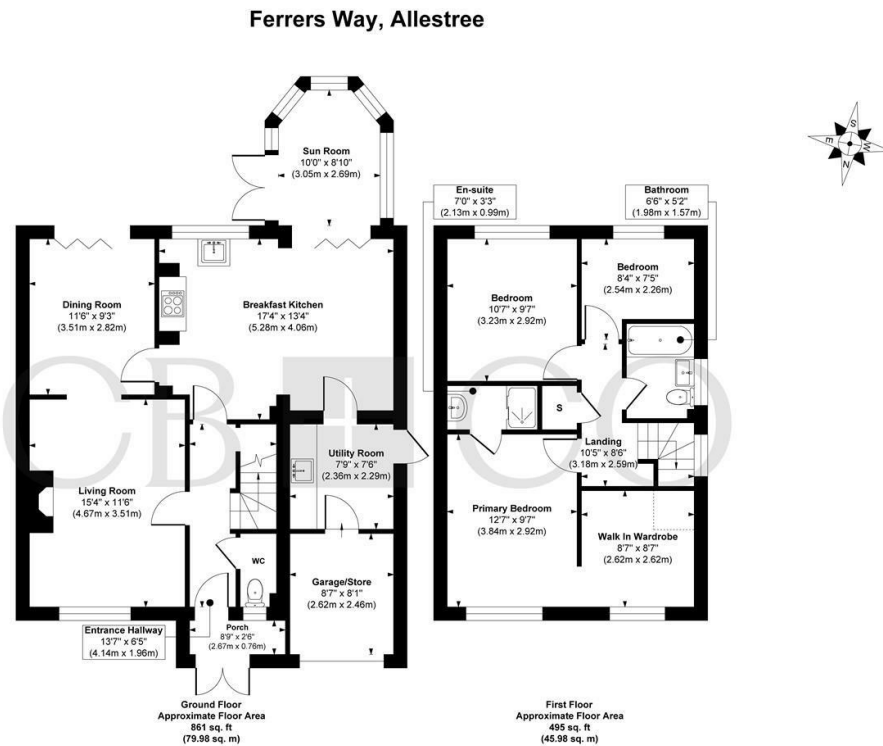 Ferrers Way, Allestree
S
E
W
N
Sun Room
10'0" x 8'10"
(3.05m x 2.69m)
En-suite
7'0" x 3'3"
(2.13m x 0.99m)
Bathroom
6'6" x 5'2"
(1.98m x 1.57m)
Dining Room
11'6" x 9'3"
(3.51m x 2.82m)
Breakfast Kitchen
17'4" x 13'4"
(5.28m x 4.06m)
Bedroom
10'7" x 9'7"
(3.23m x 2.92m)
Bedroom
8'4" x 7'5"
(2.54m x 2.26m)
CB+CO
S
Living Room
15'4" x 11'6"
(4.67m x 3.51m)
Utility Room
7'9" x 7'6"
(2.36m x 2.29m)
Landing
10'5" x 8'6"
(3.18m x 2.59m)
Primary Bedroom
12'7" x 9'7"
(3.84m x 2.92m)
Walk In Wardrobe
8'7" x 8'7"
(2.62m x 2.62m)
WC
Garage/Store
8'7" x 8'1"
(2.62m x 2.46m)
Entrance Hallway
13'7" x 6'5"
(4.14m x 1.96m)
Porch
8'9" x 2'6"
(2.67m x 0.76m)
Ground Floor
Approximate Floor Area
861 sq. ft
(79.98 sq. m)
First Floor
Approximate Floor Area
495 sq. ft
(45.98 sq. m)